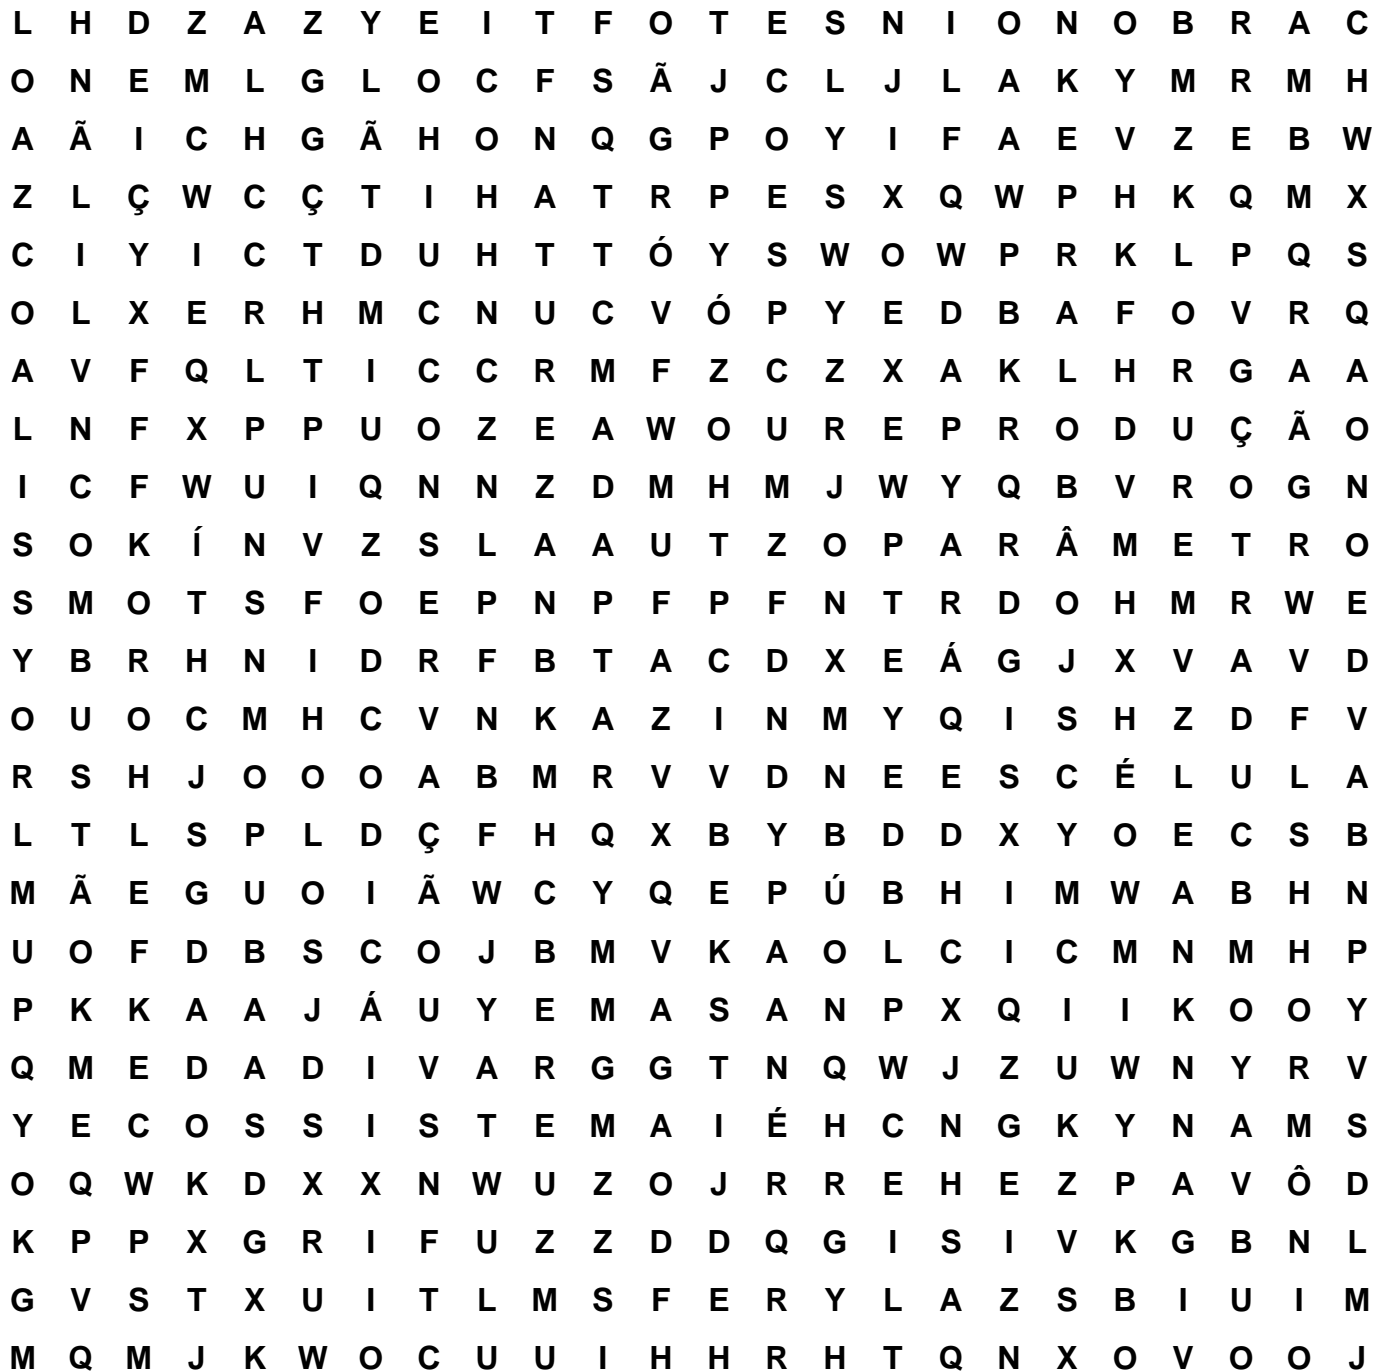 L H D Z A Z Y E I T F O T E S N I O N O B R A C
O N E M L G L O C F S Ã J C L J L A K Y M R M H
A Ã I C H G Ã H O N Q G P O Y I F A E V Z E B W
Z L Ç W C Ç T I H A T R P E S X Q W P H K Q M X
C I Y I C T D U H T T Ó Y S W O W P R K L P Q S
O L X E R H M C N U C V Ó P Y E D B A F O V R Q
A V F Q L T I C C R M F Z C Z X A K L H R G A A
L N F X P P U O Z E A W O U R E P R O D U Ç Ã O
I C F W U I Q N N Z D M H M J W Y Q B V R O G N
S O K Í N V Z S L A A U T Z O P A R Â M E T R O
S M O T S F O E P N P F P F N T R D O H M R W E
Y B R H N I D R F B T A C D X E Á G J X V A V D
O U O C M H C V N K A Z I N M Y Q I S H Z D F V
R S H J O O O A B M R V V D N E E S C É L U L A
L T L S P L D Ç F H Q X B Y B D D X Y O E C S B
M Ã E G U O I Ã W C Y Q E P Ú B H I M W A B H N
U O F D B S C O J B M V K A O L C I C M N M H P
P K K A A J Á U Y E M A S A N P X Q I I K O O Y
Q M E D A D I V A R G G T N Q W J Z U W N Y R V
Y E C O S S I S T E M A I É H C N G K Y N A M S
O Q W K D X X N W U Z O J R R E H E Z P A V Ô D
K P P X G R I F U Z Z D D Q G I S I V K G B N L
G V S T X U I T L M S F E R Y L A Z S B I U I M
M Q M J K W O C U U I H H R H T Q N X O V O O J